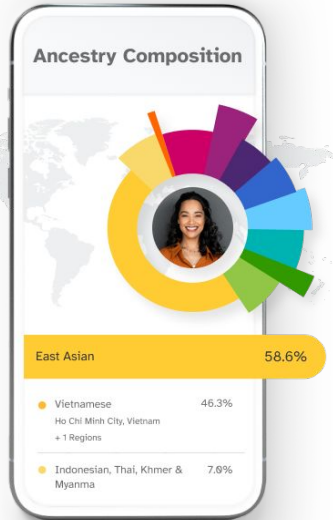 Ancestry Composition
East Asian 58.6%
Vietnamese 46.3%
Ho Chi Minh City, Vietnam
+ 1 Regions
Indonesian, Thai, Khmer & 7.0%
Myanma